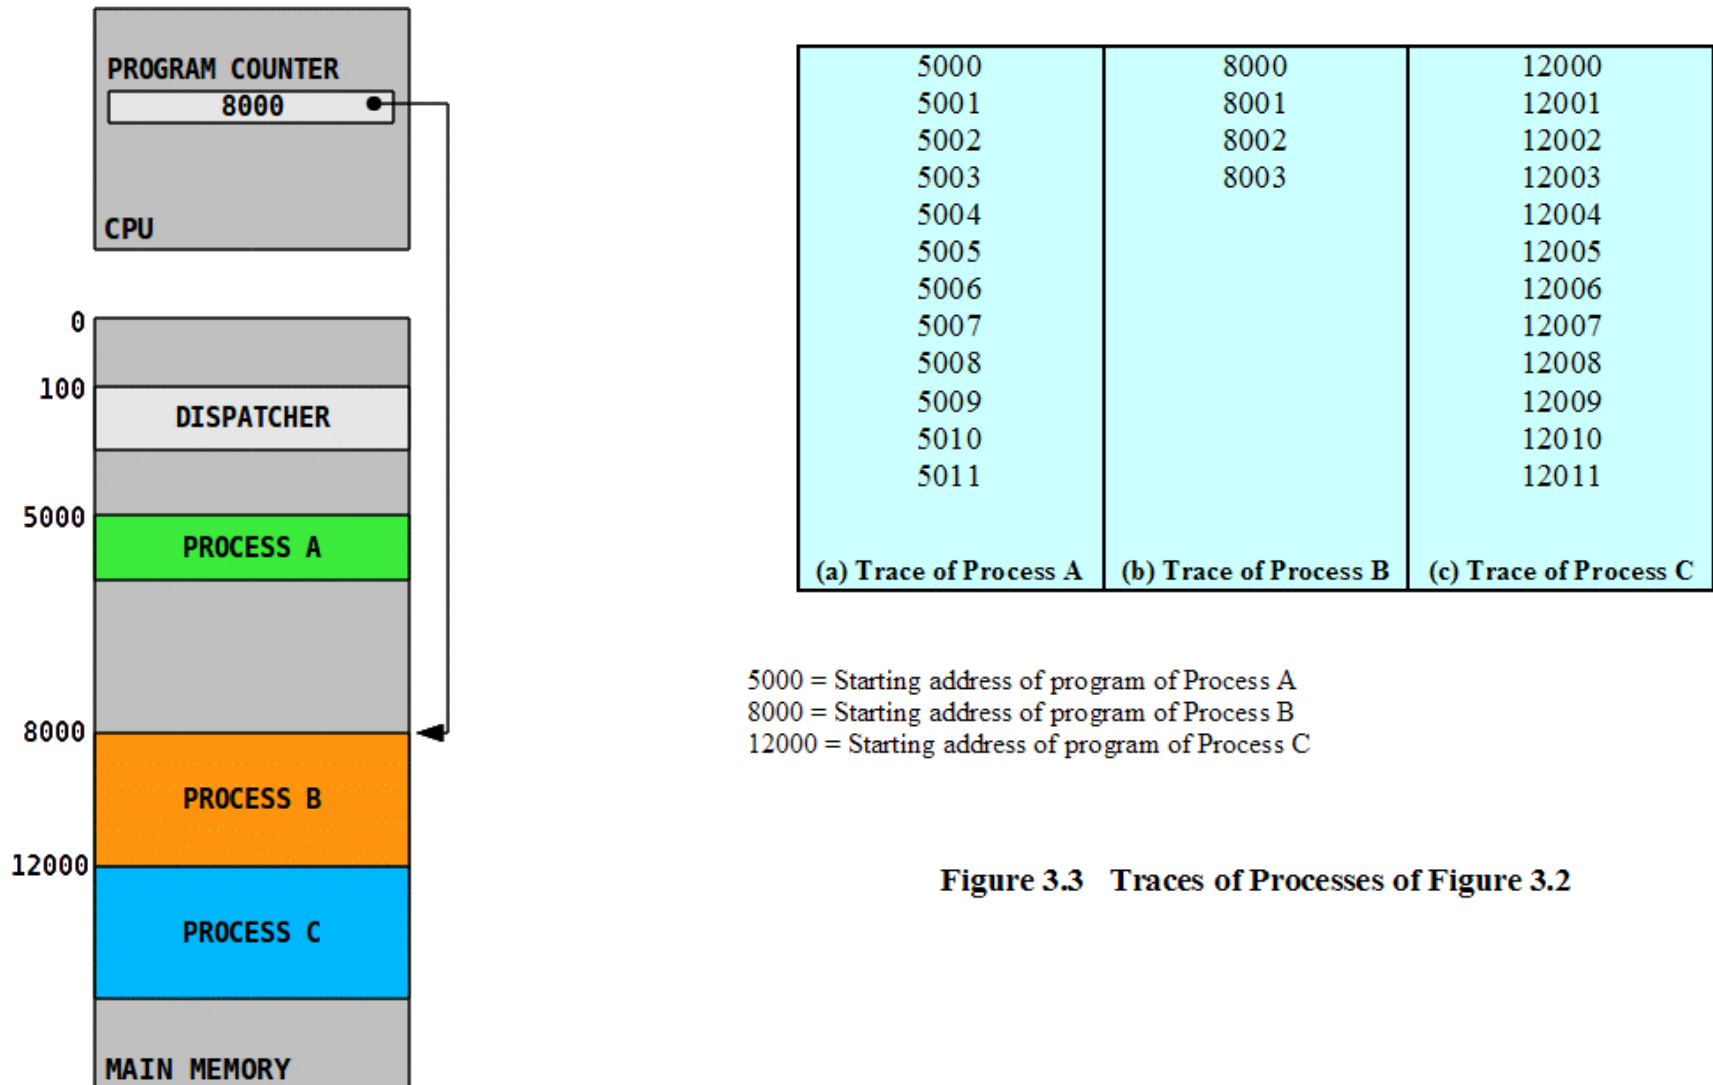 PROGRAM COUNTER
8000
CPU
0
100
DISPATCHER
5000
PROCESS A
8000
PROCESS B
12000
PROCESS C
MAIN MEMORY
5000 8000 12000
5001 8001 12001
5002 8002 12002
5003 8003 12003
5004 12004
5005 12005
5006 12006
5007 12007
5008 12008
5009 12009
5010 12010
5011 12011
(a) Trace of Process A (b) Trace of Process B (c) Trace of Process C
5000 = Starting address of program of Process A
8000 = Starting address of program of Process B
12000 = Starting address of program of Process C
Figure 3.3 Traces of Processes of Figure 3.2